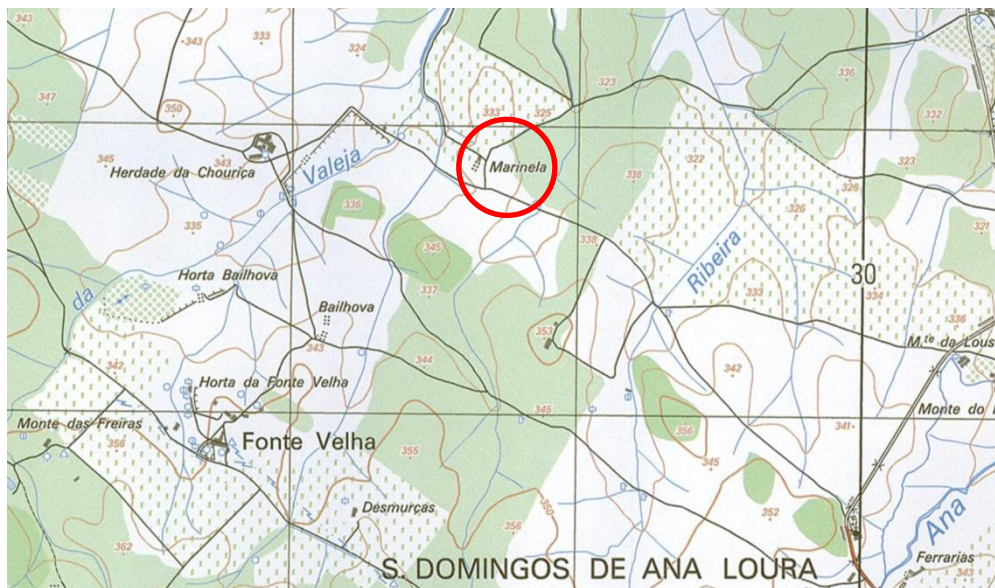 343
343
333
324
333
325
323
336
332
347
350
Herdade da Chouriça
345
343
Valeja
Marinela
338
322
323
328
326
321
336
335
345
338
Ribeira
30
337
333
334
336
Horta Bailhova
da
Bailhova
353
343
M.te da Lous
342
344
342
Horta da Fonte Velha
Monte do
345
Monte das Freiras
356
Fonte Velha
355
356
341
345
Desmurças
350
352
356
Ana
362
S. DOMINGOS DE ANA LOURA
Ferrarias
343